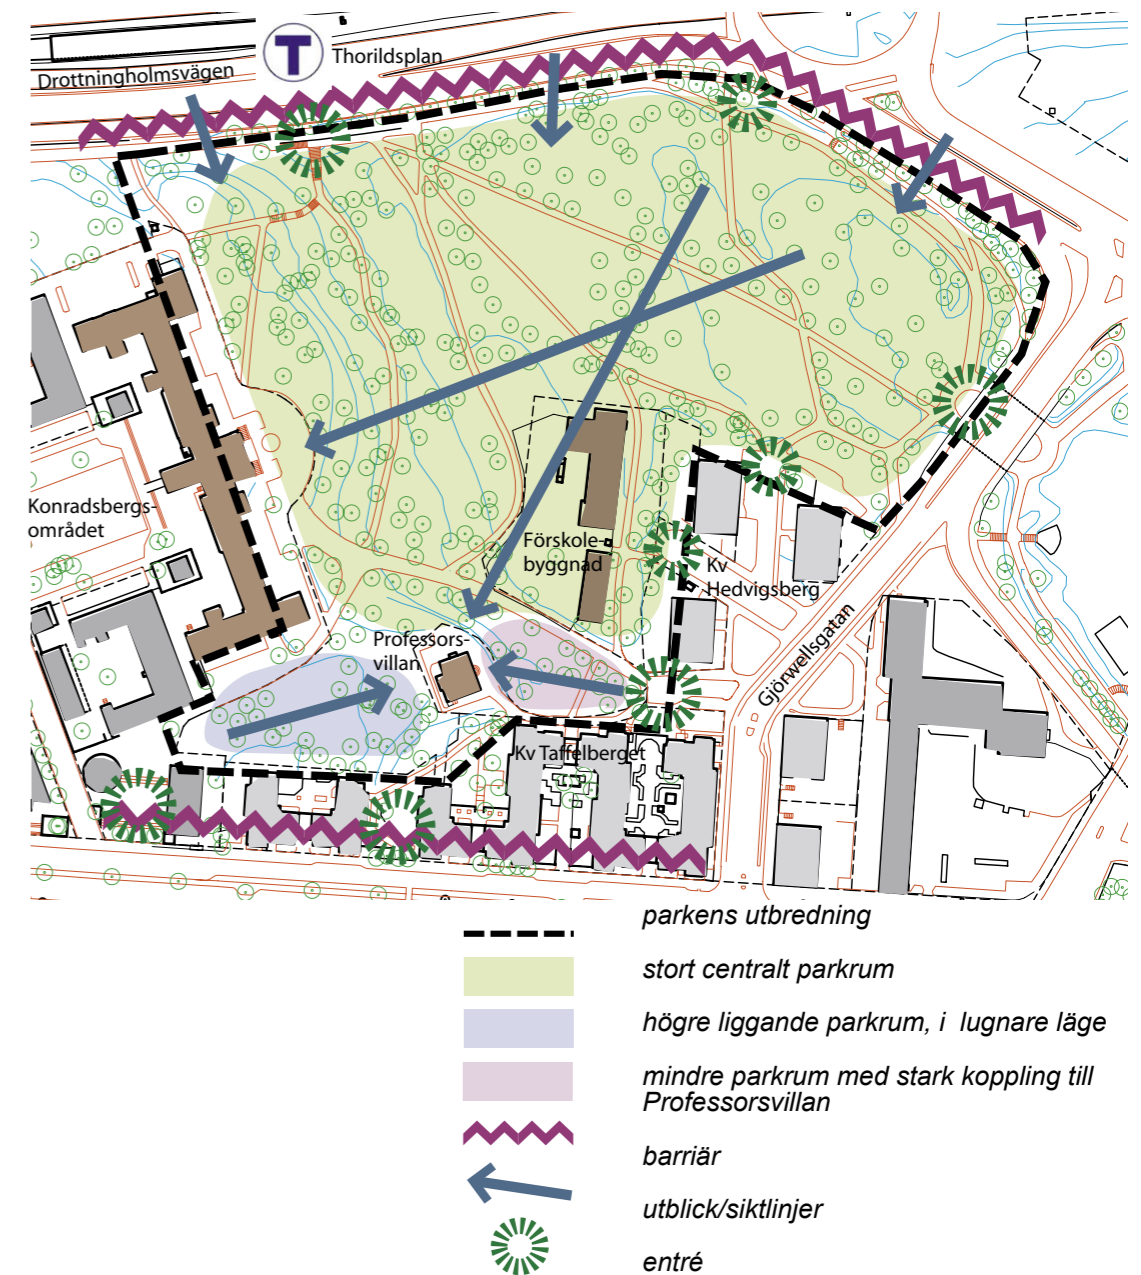 T
Thorildsplan
Drottningholmsvägen
Konradsbergs-
området
Förskole-
byggnad
Kv
Hedvigsberg
Professors-
villan
Gjörwellsgatan
Kv Taffelberget
parkens utbredning
stort centralt parkrum
högre liggande parkrum, i lugnare läge
mindre parkrum med stark koppling till
Professorsvillan
barriär
utblick/siktlinjer
entré